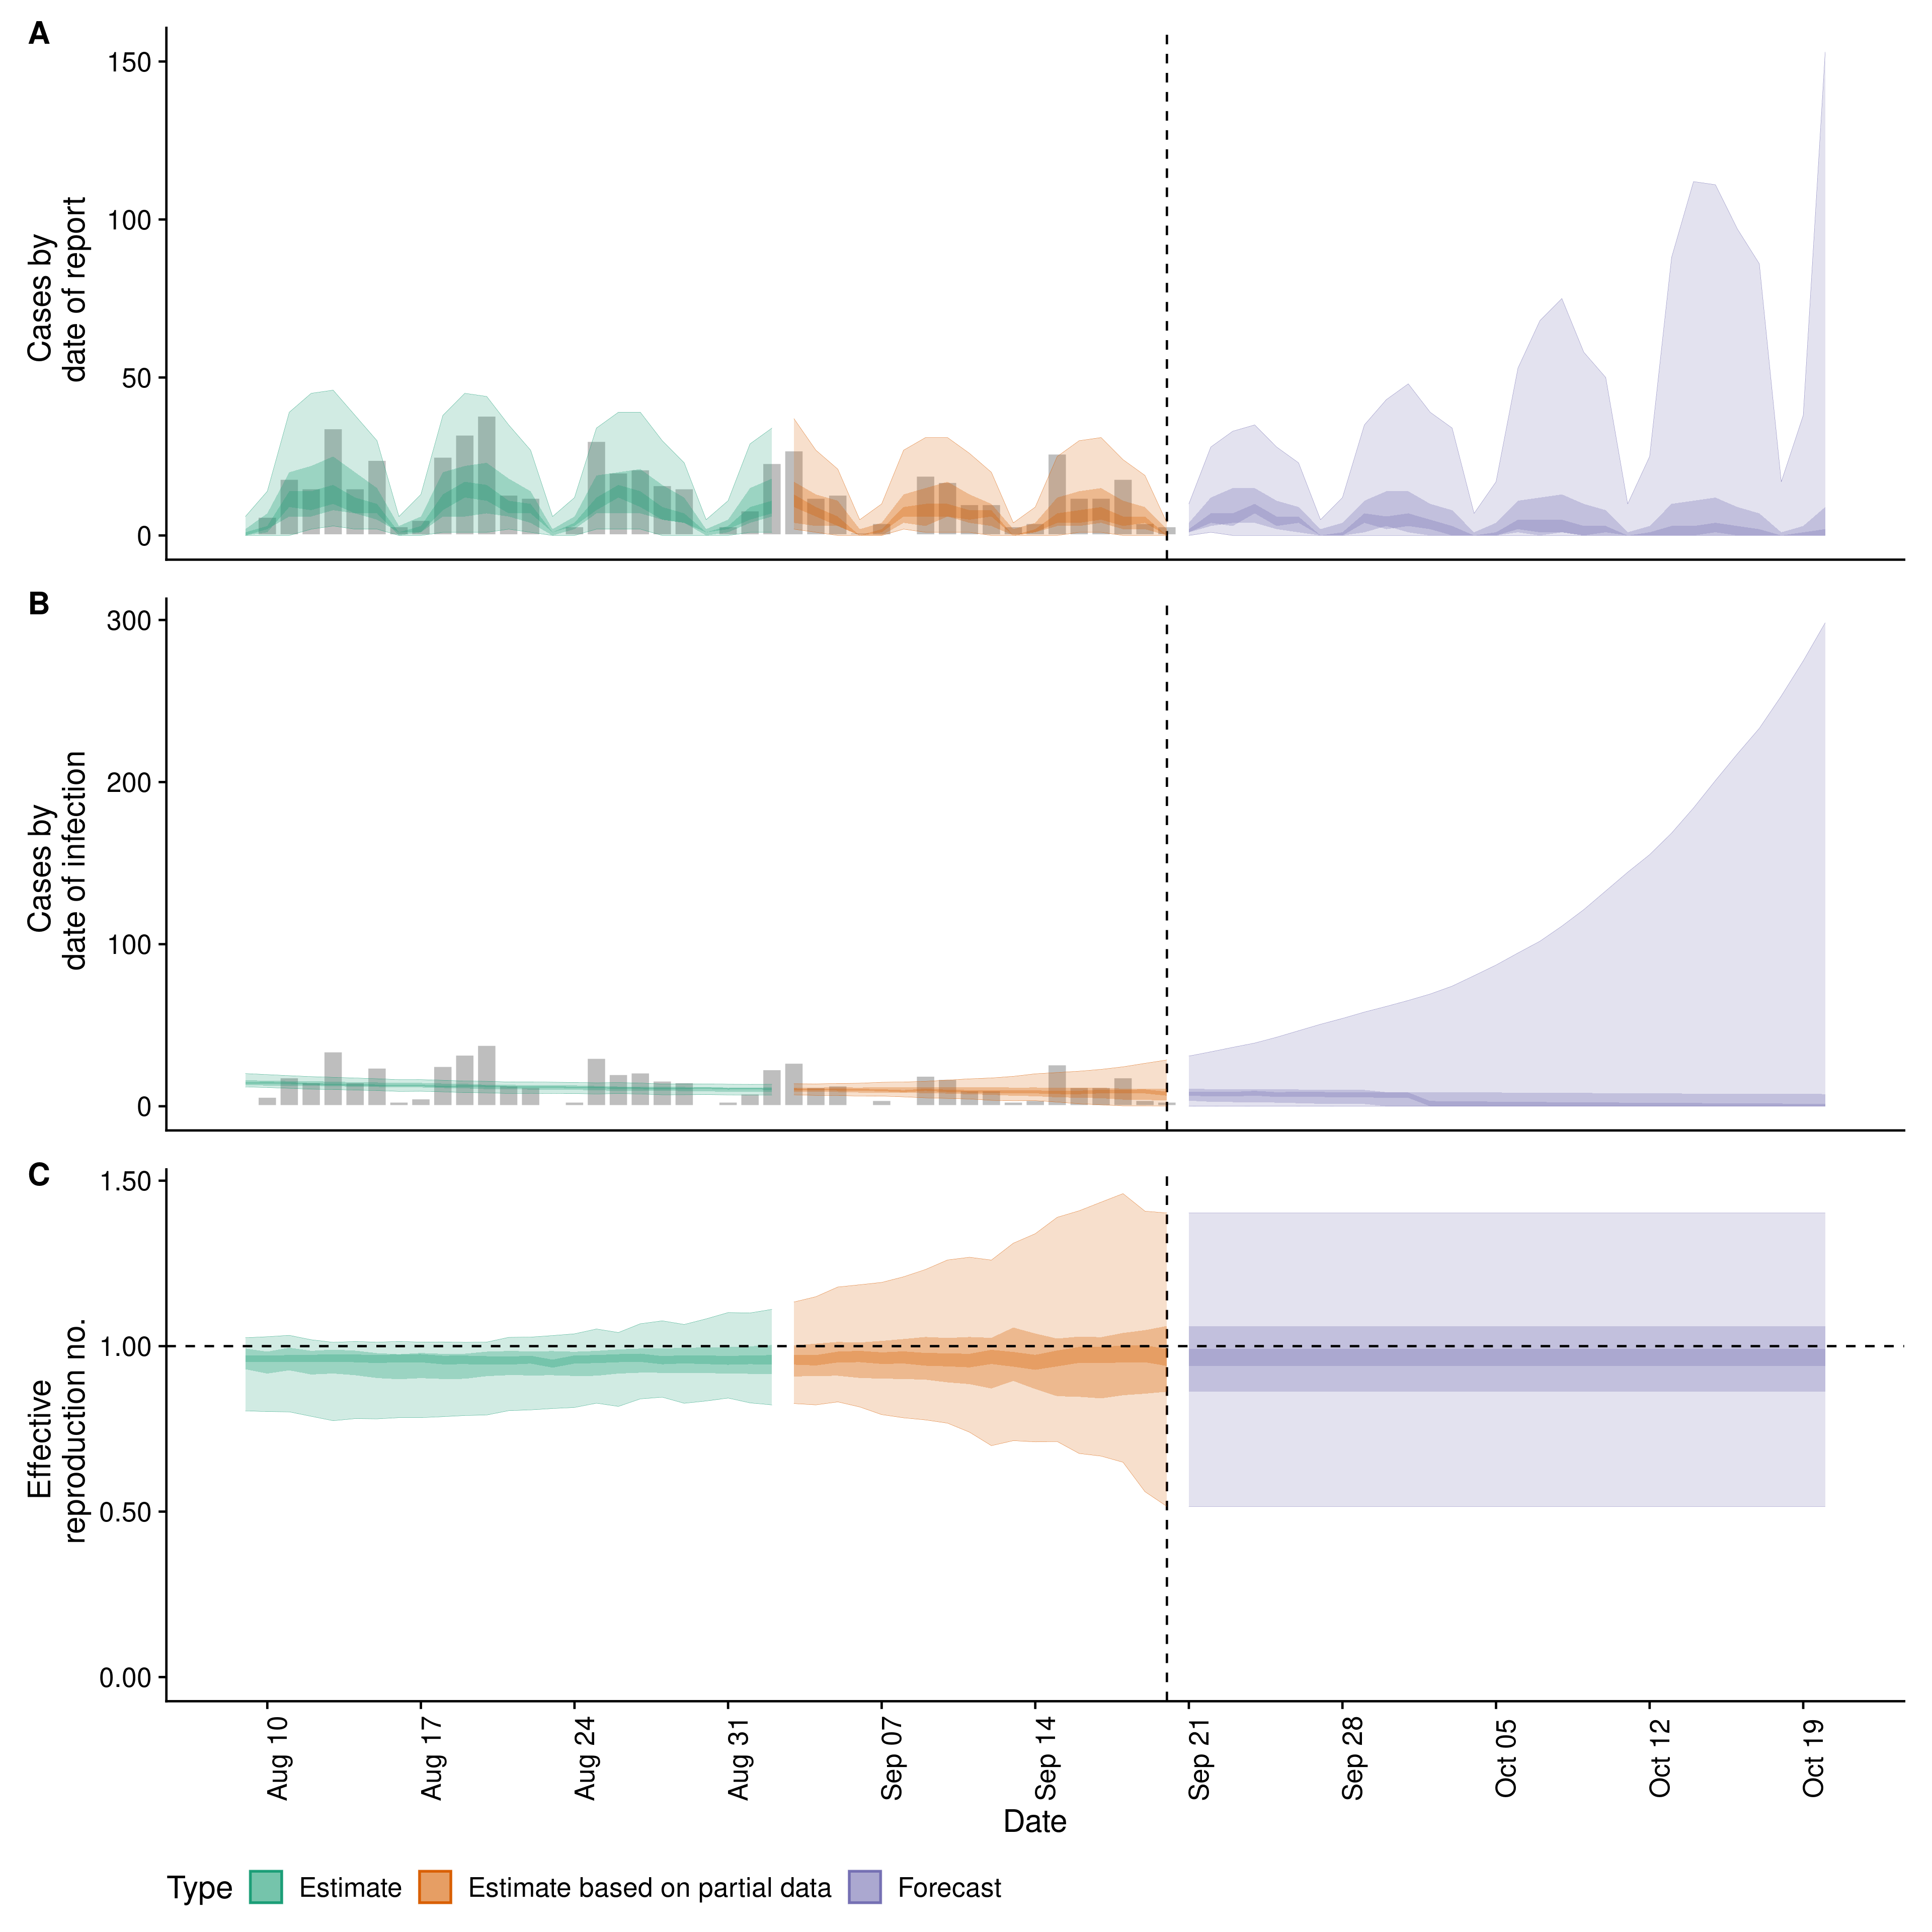 A
150
100
50
0
Cases by
date of report
B
300
200
100
0
Cases by
date of infection
C
1.50
1.00
0.50
0.00
Effective
reproduction no.
Aug 10
Aug 17
Aug 24
Aug 31
Sep 07
Sep 14
Sep 21
Sep 28
Oct 05
Oct 12
Oct 19
Date
Type Estimate Estimate based on partial data Forecast